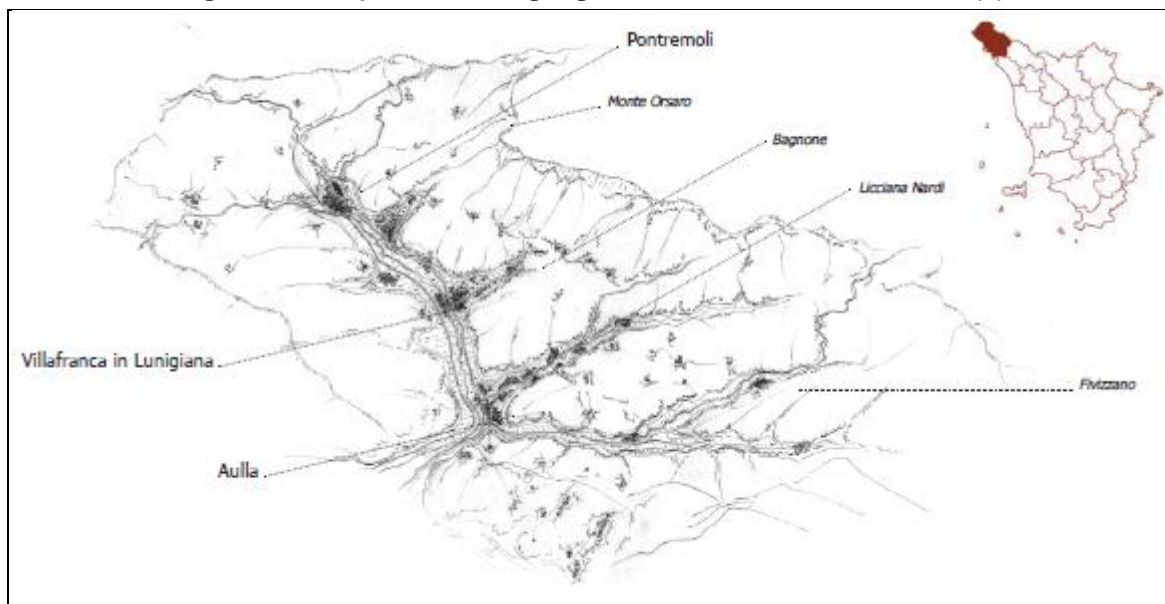 Pontremoli
Monte Orsaro
Bagnone
Licciana Nardi
Villafranca in Lunigiana
Fivizzano
Aulla